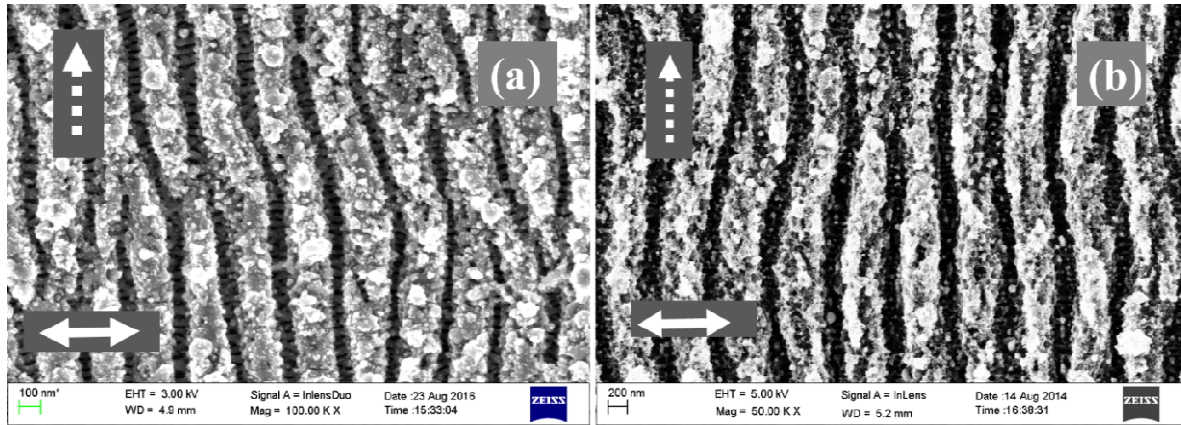 (a)
(b)
100 nm
EHT = 3.00 kV
WD = 4.9 mm
Signal A = InlensDuo
Mag = 100.00 K X
Date :23 Aug 2016
Time :15:33:04
ZEISS
200 nm
EHT = 5.00 kV
Mag = 50.00 K X
Signal A = InLens
WD = 5.2 mm
Date :14 Aug 2014
Time :16:38:31
ZEISS